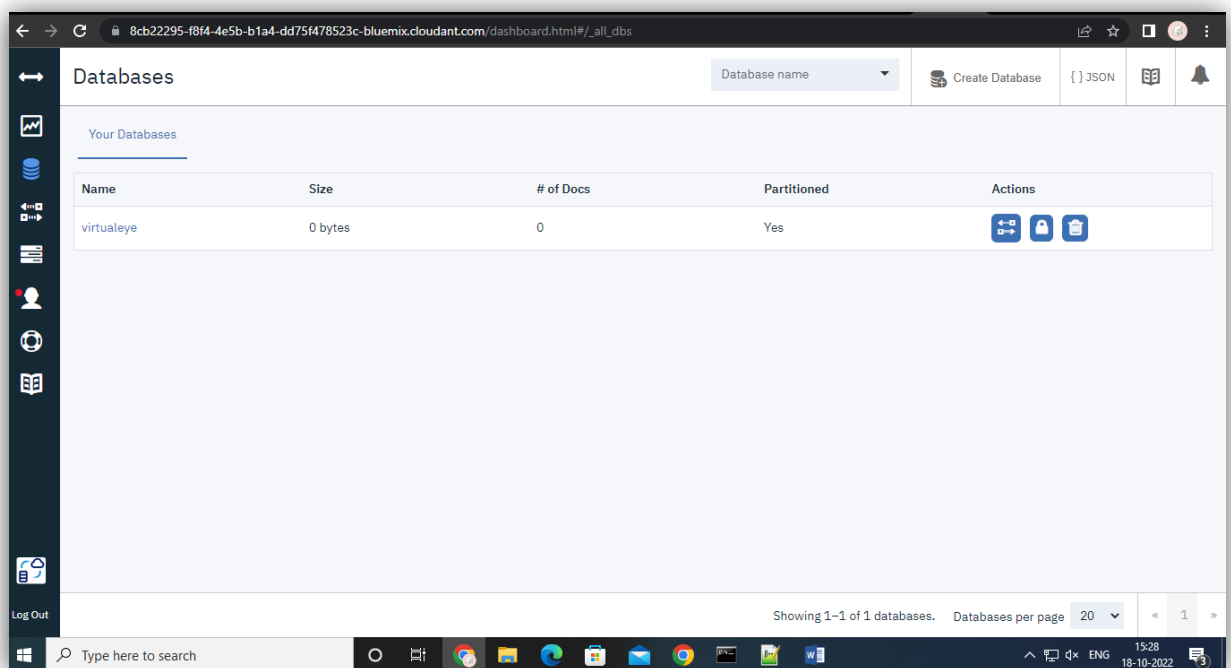 8cb22295-f8f4-4e5b-b1a4-dd75f478523c-bluemix.cloudant.com/dashboard.html#/_all_dbs
Databases
Database name
Create Database
{ } JSON
Your Databases
Name Size # of Docs Partitioned Actions
virtualeye 0 bytes 0 Yes
Log Out
Showing 1–1 of 1 databases. Databases per page 20 « 1 »
Type here to search
ENG
15:28
18-10-2022
3